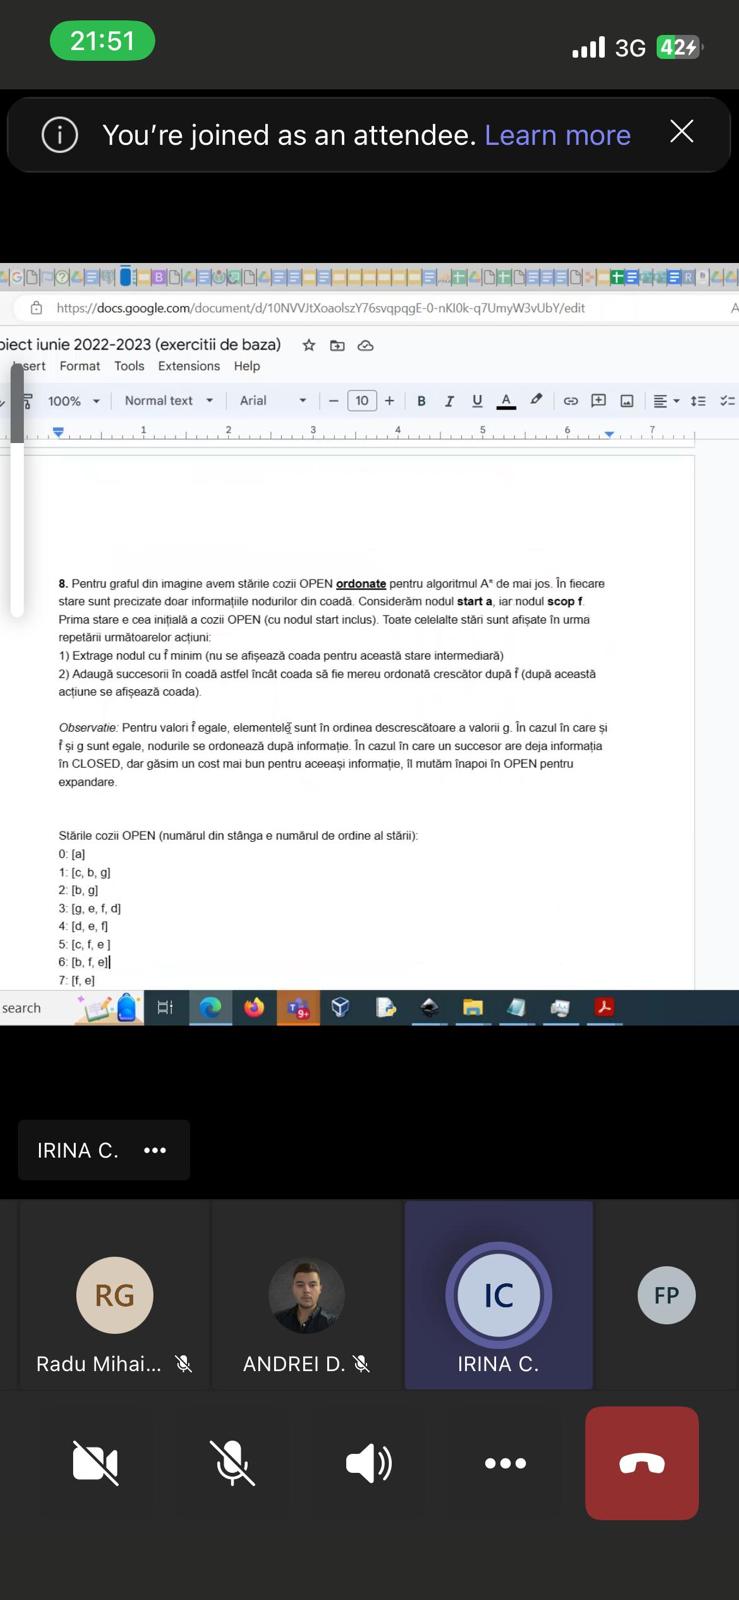 21:51
3G 42
You're joined as an attendee. Learn more
https://docs.google.com/document/d/10NVVJtXoaolszY76svqpqgE-0-nKI0k-q7UmyW3vUbY/edit
A
oiect iunie 2022-2023 (exercitii de baza)
nsert Format Tools Extensions Help
100% Normal text Arial 10 B I U A
1 2 3 4 5 6 7
8. Pentru graful din imagine avem stările cozii OPEN ordonate pentru algoritmul A* de mai jos. În fiecare
stare sunt precizate doar informațiile nodurilor din coadă. Considerăm nodul start a, iar nodul scop f.
Prima stare e cea inițială a cozii OPEN (cu nodul start inclus). Toate celelalte stări sunt afișate în urma
repetării următoarelor acțiuni:
1) Extrage nodul cu f̂ minim (nu se afișează coada pentru această stare intermediară)
2) Adaugă succesorii în coadă astfel încât coada să fie mereu ordonată crescător după f̂ (după această
acțiune se afișează coada).
Observatie: Pentru valori f̂ egale, elementele sunt în ordinea descrescătoare a valorii g. În cazul în care și
f̂ și g sunt egale, nodurile se ordonează după informație. În cazul în care un succesor are deja informația
în CLOSED, dar găsim un cost mai bun pentru aceeași informație, îl mutăm înapoi în OPEN pentru
expandare.
Stările cozii OPEN (numărul din stânga e numărul de ordine al stării):
0: [a]
1: [c, b, g]
2: [b, g]
3: [g, e, f, d]
4: [d, e, f]
5: [c, f, e ]
6: [b, f, e]
7: [f, e]
search
9+
IRINA C.
RG
IC
FP
Radu Mihai...
ANDREI D.
IRINA C.